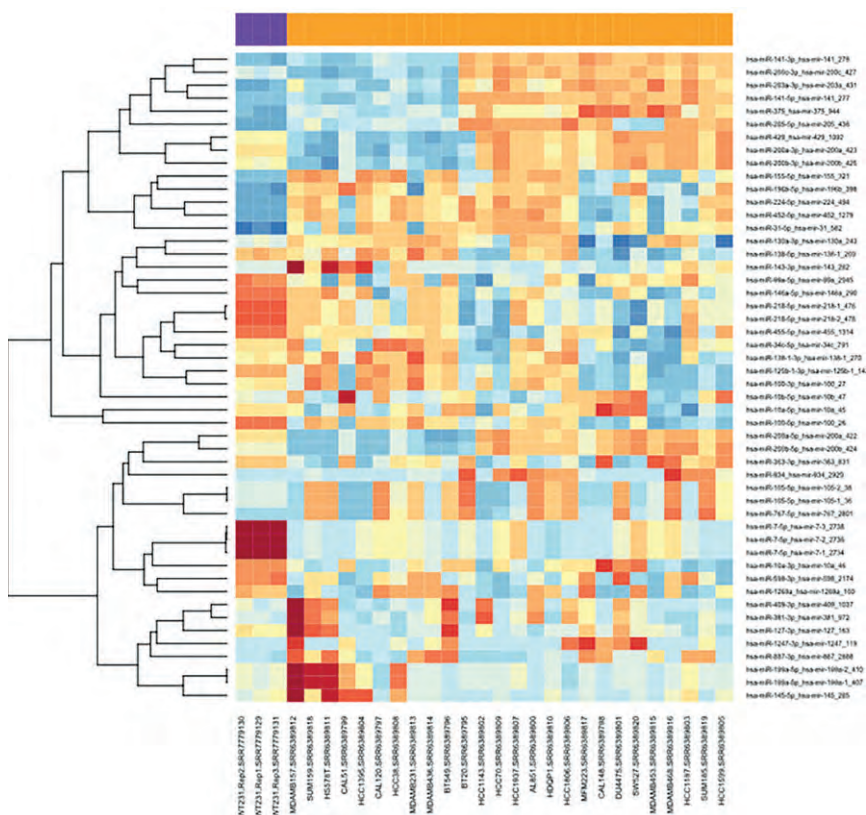 hsa-miR-141-3p_hsa-mir-141_279
hsa-miR-200c-3p_hsa-mir-200c_427
hsa-miR-203a-3p_hsa-mir-203a_431
hsa-miR-141-5p_hsa-mir-141_277
hsa-miR-375_hsa-mir-375_944
hsa-miR-205-5p_hsa-mir-205_436
hsa-miR-429_hsa-mir-429_1092
hsa-miR-200a-3p_hsa-mir-200a_423
hsa-miR-200b-3p_hsa-mir-200b_425
hsa-miR-155-5p_hsa-mir-155_321
hsa-miR-196b-5p_hsa-mir-196b_398
hsa-miR-224-5p_hsa-mir-224_494
hsa-miR-452-5p_hsa-mir-452_1279
hsa-miR-31-5p_hsa-mir-31_582
hsa-miR-130a-3p_hsa-mir-130a_243
hsa-miR-143-3p_hsa-mir-143_282
hsa-miR-99a-5p_hsa-mir-99a_2945
hsa-miR-146a-5p_hsa-mir-146a_290
hsa-miR-218-5p_hsa-mir-218-1_476
hsa-miR-218-5p_hsa-mir-218-2_478
hsa-miR-455-5p_hsa-mir-455_1314
hsa-miR-34c-5p_hsa-mir-34c_791
hsa-miR-138-1-3p_hsa-mir-138-1_270
hsa-miR-125b-1-3p_hsa-mir-125b-1_14
hsa-miR-100-3p_hsa-mir-100_27
hsa-miR-10b-5p_hsa-mir-10b_47
hsa-miR-10a-5p_hsa-mir-10a_45
hsa-miR-100-5p_hsa-mir-100_26
hsa-miR-200a-5p_hsa-mir-200a_422
hsa-miR-200b-5p_hsa-mir-200b_424
hsa-miR-363-3p_hsa-mir-363_831
hsa-miR-934_hsa-mir-934_2929
hsa-miR-105-5p_hsa-mir-105-2_38
hsa-miR-105-5p_hsa-mir-105-1_36
hsa-miR-767-5p_hsa-mir-767_2801
hsa-miR-7-5p_hsa-mir-7-3_2738
hsa-miR-7-5p_hsa-mir-7-2_2736
hsa-miR-7-5p_hsa-mir-7-1_2734
hsa-miR-10a-3p_hsa-mir-10a_46
hsa-miR-598-3p_hsa-mir-598_2174
hsa-miR-1269a_hsa-mir-1269a_100
hsa-miR-409-3p_hsa-mir-409_1037
hsa-miR-381-3p_hsa-mir-381_972
hsa-miR-127-3p_hsa-mir-127_163
hsa-miR-1247-3p_hsa-mir-1247_119
hsa-miR-887-3p_hsa-mir-887_2888
hsa-miR-199a-5p_hsa-mir-199a-2_410
hsa-miR-199a-5p_hsa-mir-199a-1_407
hsa-miR-145-5p_hsa-mir-145_285
NT231.Rep2=SRR7779130
NT231.Rep1=SRR7779129
NT231.Rep3=SRR7779131
MDAMB157.SRR6389812
SUM159.SRR6389818
HS578T.SRR6389811
CAL51.SRR6389799
HCC1395.SRR6389804
CAL120.SRR6389797
HCC38.SRR6389808
MDAMB231.SRR6389813
MDAMB436.SRR6389814
BT549.SRR6389796
BT20.SRR6389795
HCC1143.SRR6389802
HCC70.SRR6389809
HCC1937.SRR6389807
AL851.SRR6389800
HDQP1.SRR6389810
HCC1806.SRR6389806
MFM223.SRR6389817
CAL148.SRR6389798
DU4475.SRR6389801
SW527.SRR6389820
MDAMB453.SRR6389815
MDAMB468.SRR6389816
HCC1187.SRR6389803
SUM185.SRR6389819
HCC1599.SRR6389805